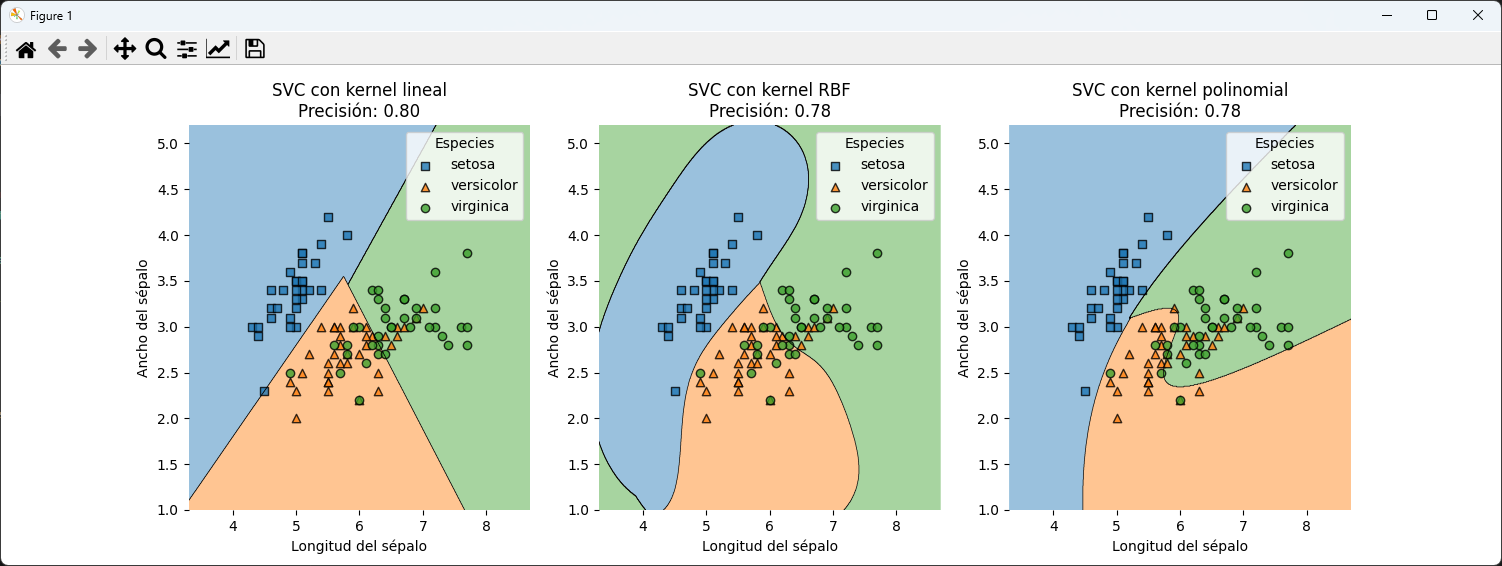 Figure 1
SVC con kernel lineal
Precisión: 0.80
Especies
setosa
versicolor
virginica
5.0
4.5
4.0
3.5
3.0
2.5
2.0
1.5
1.0
Ancho del sépalo
4 5 6 7 8
Longitud del sépalo
SVC con kernel RBF
Precisión: 0.78
Especies
setosa
versicolor
virginica
5.0
4.5
4.0
3.5
3.0
2.5
2.0
1.5
1.0
Ancho del sépalo
4 5 6 7 8
Longitud del sépalo
SVC con kernel polinomial
Precisión: 0.78
Especies
setosa
versicolor
virginica
5.0
4.5
4.0
3.5
3.0
2.5
2.0
1.5
1.0
Ancho del sépalo
4 5 6 7 8
Longitud del sépalo